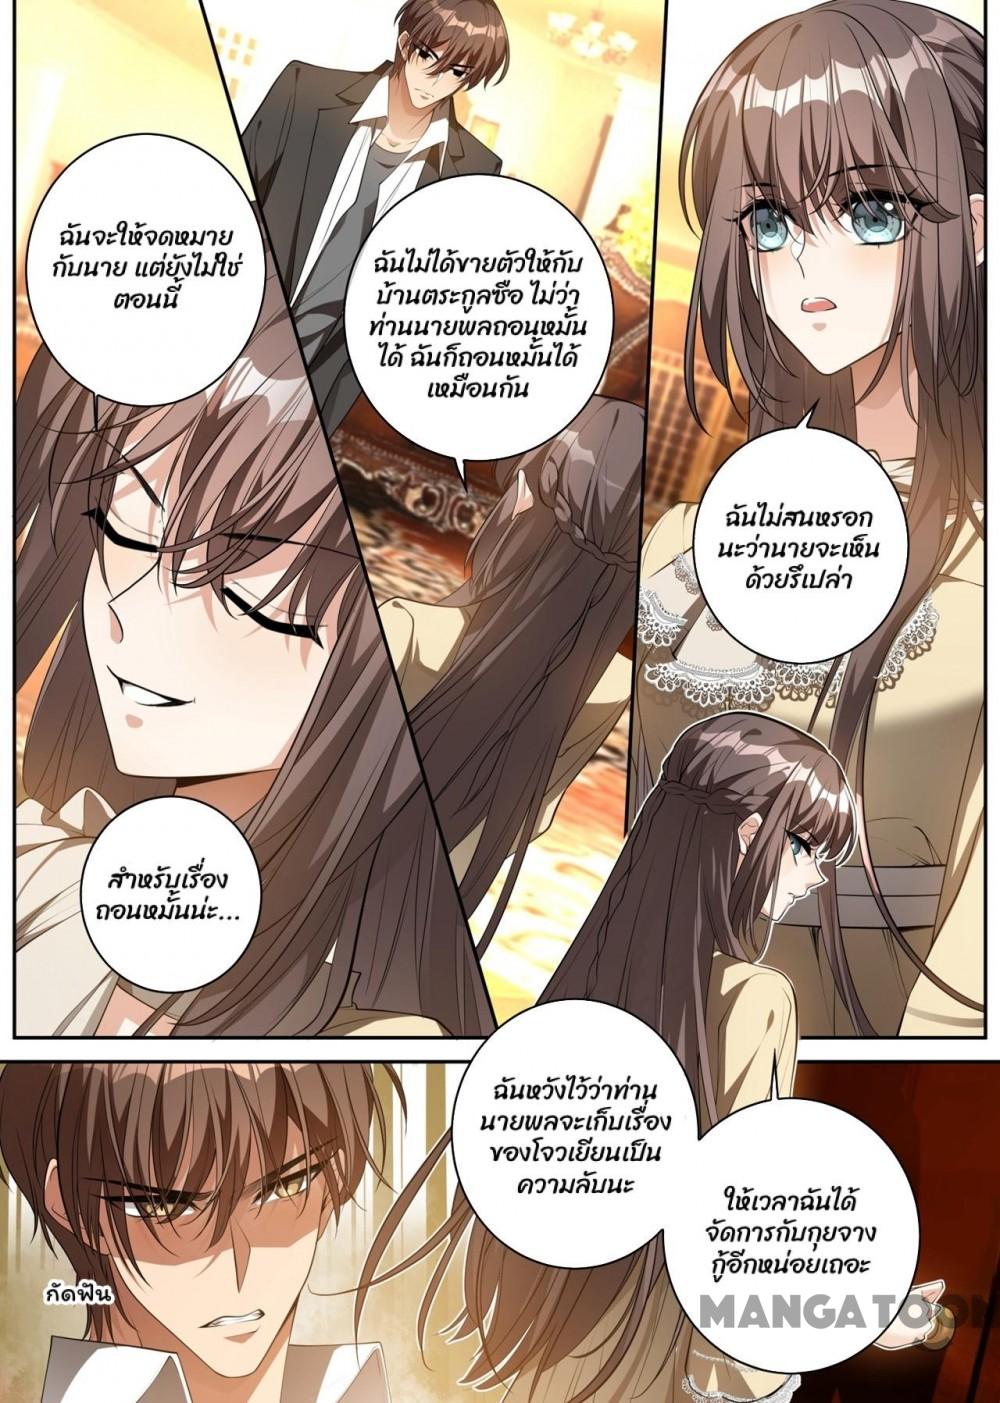 ฉันจะให้จดหมาย
กับนาย แต่ยังไม่ใช่
ตอนนี้
สำหรับเรื่อง
ถอนหมั้นน่ะ...
ฉันไม่ได้ขายตัวให้กับ
บ้านตระกูลซือ ไม่ว่า
ท่านนายพลถอนหมั้น
ได้ ฉันก็ถอนหมั้นได้
เหมือนกัน
ฉันไม่สนหรอก
นะว่านายจะเห็น
ด้วยรึเปล่า
ฉันหวังไว้ว่าท่าน
นายพลจะเก็บเรื่อง
ของโจวเยียนเป็น
ความลับนะ
ให้เวลาฉันได้
จัดการกับกุยจาง
กู้อีกหน่อยเถอะ
กัดฟัน
MANGATOON